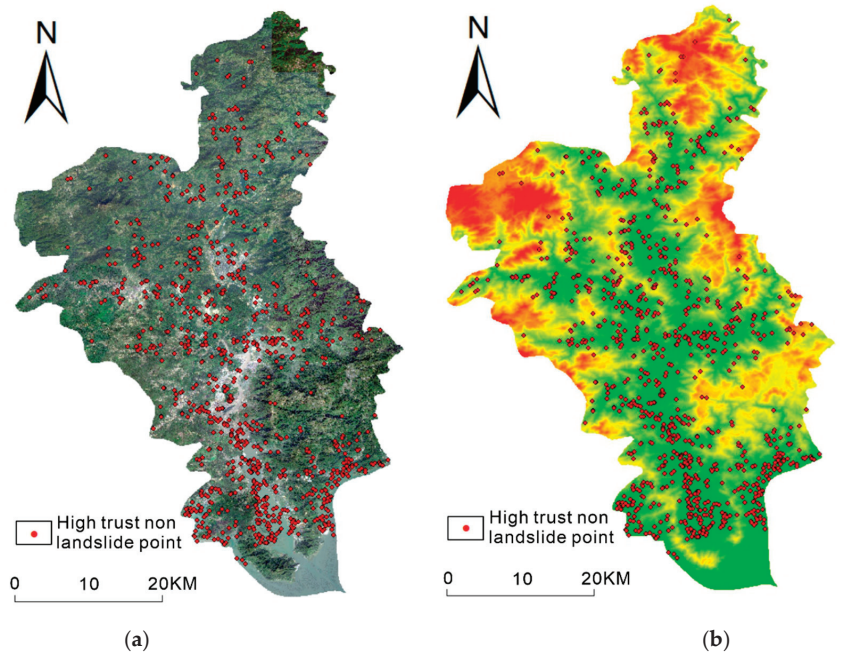 N
N
High trust non
landslide point
0 10 20KM
High trust non
landslide point
0 10 20KM
(a)
(b)